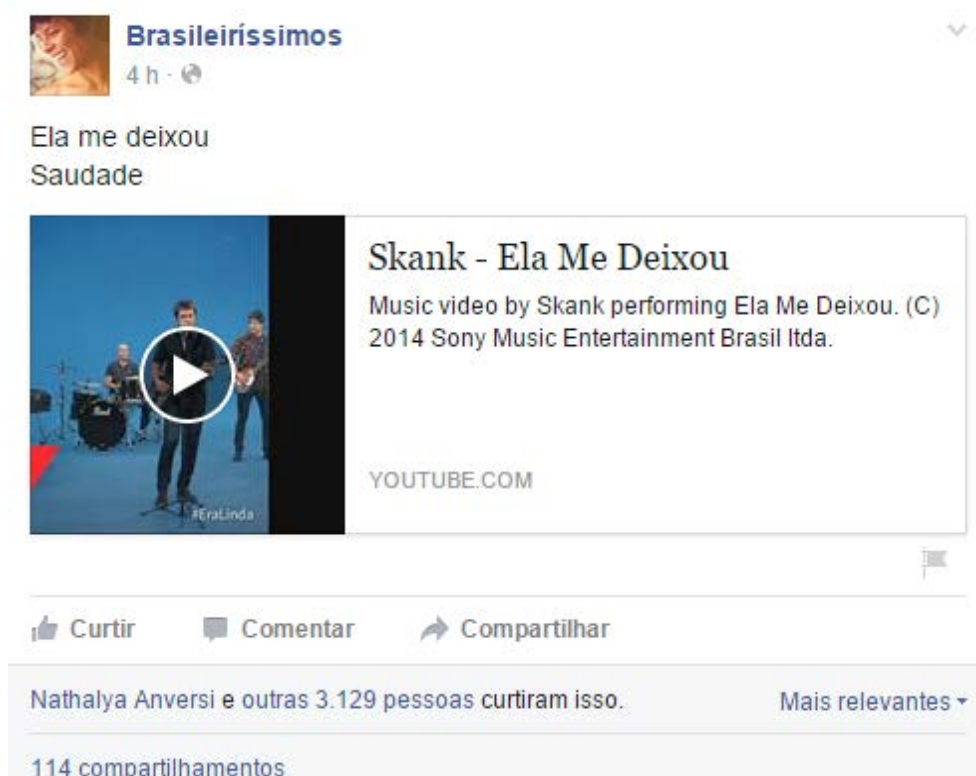 Brasileiríssimos
4 h ·
Ela me deixou
Saudade
Skank - Ela Me Deixou
Music video by Skank performing Ela Me Deixou. (C)
2014 Sony Music Entertainment Brasil ltda.
#EraLinda
YOUTUBE.COM
Curtir Comentar Compartilhar
Nathalya Anversi e outras 3.129 pessoas curtiram isso. Mais relevantes
114 compartilhamentos